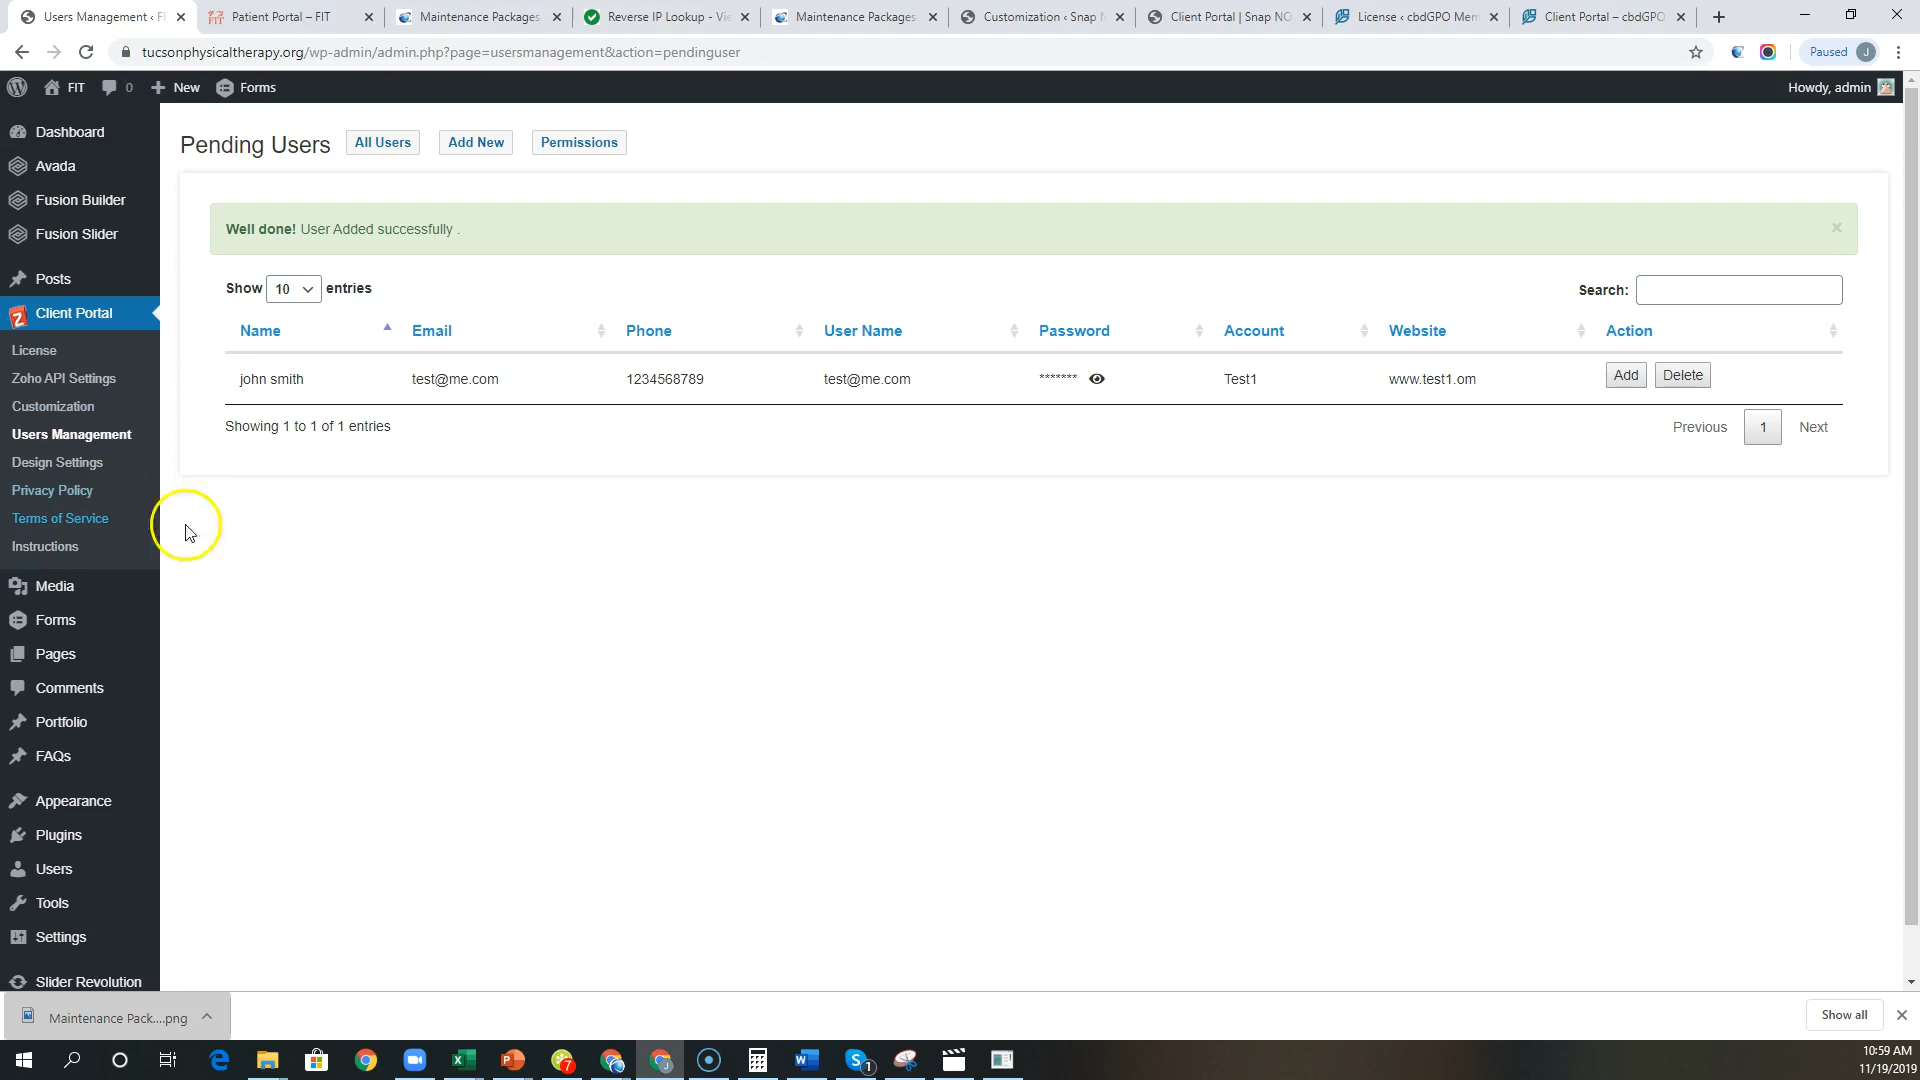 Users Management ‹ FI
Patient Portal – FIT
Maintenance Packages
Reverse IP Lookup - Vie
Maintenance Packages
Customization ‹ Snap N
Client Portal | Snap NO
License ‹ cbdGPO Mem
Client Portal – cbdGPO
tucsonphysicaltherapy.org/wp-admin/admin.php?page=usersmanagement&action=pendinguser
Paused J
FIT 0 New Forms
Howdy, admin
Dashboard
Avada
Fusion Builder
Fusion Slider
Posts
Client Portal
License
Zoho API Settings
Customization
Users Management
Design Settings
Privacy Policy
Terms of Service
Instructions
Media
Forms
Pages
Comments
Portfolio
FAQs
Appearance
Plugins
Users
Tools
Settings
Slider Revolution
Pending Users All Users Add New Permissions
Well done! User Added successfully . ×
Show 10 entries
Search:
Name Email Phone User Name Password Account Website Action
john smith test@me.com 1234568789 test@me.com ******* Test1 www.test1.om Add Delete
Showing 1 to 1 of 1 entries
Previous 1 Next
Maintenance Pack....png
Show all
7
J
1
10:59 AM
11/19/2019